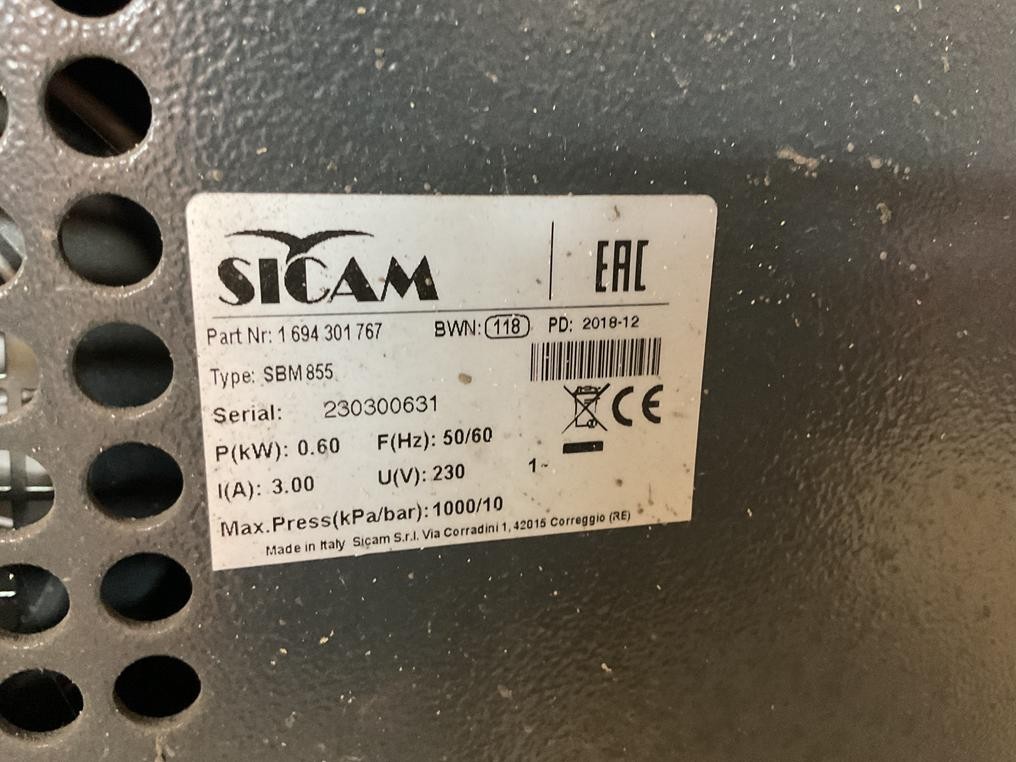 SICAM
EAC
Part Nr: 1 694 301 767 BWN: 118 PD: 2018-12
Type: SBM 855
Serial: 230300631
CE
P(kW): 0.60 F(Hz): 50/60
I(A): 3.00 U(V): 230 1~
Max.Press(kPa/bar): 1000/10
Made in Italy Sicam S.r.l. Via Corradini 1, 42015 Correggio (RE)